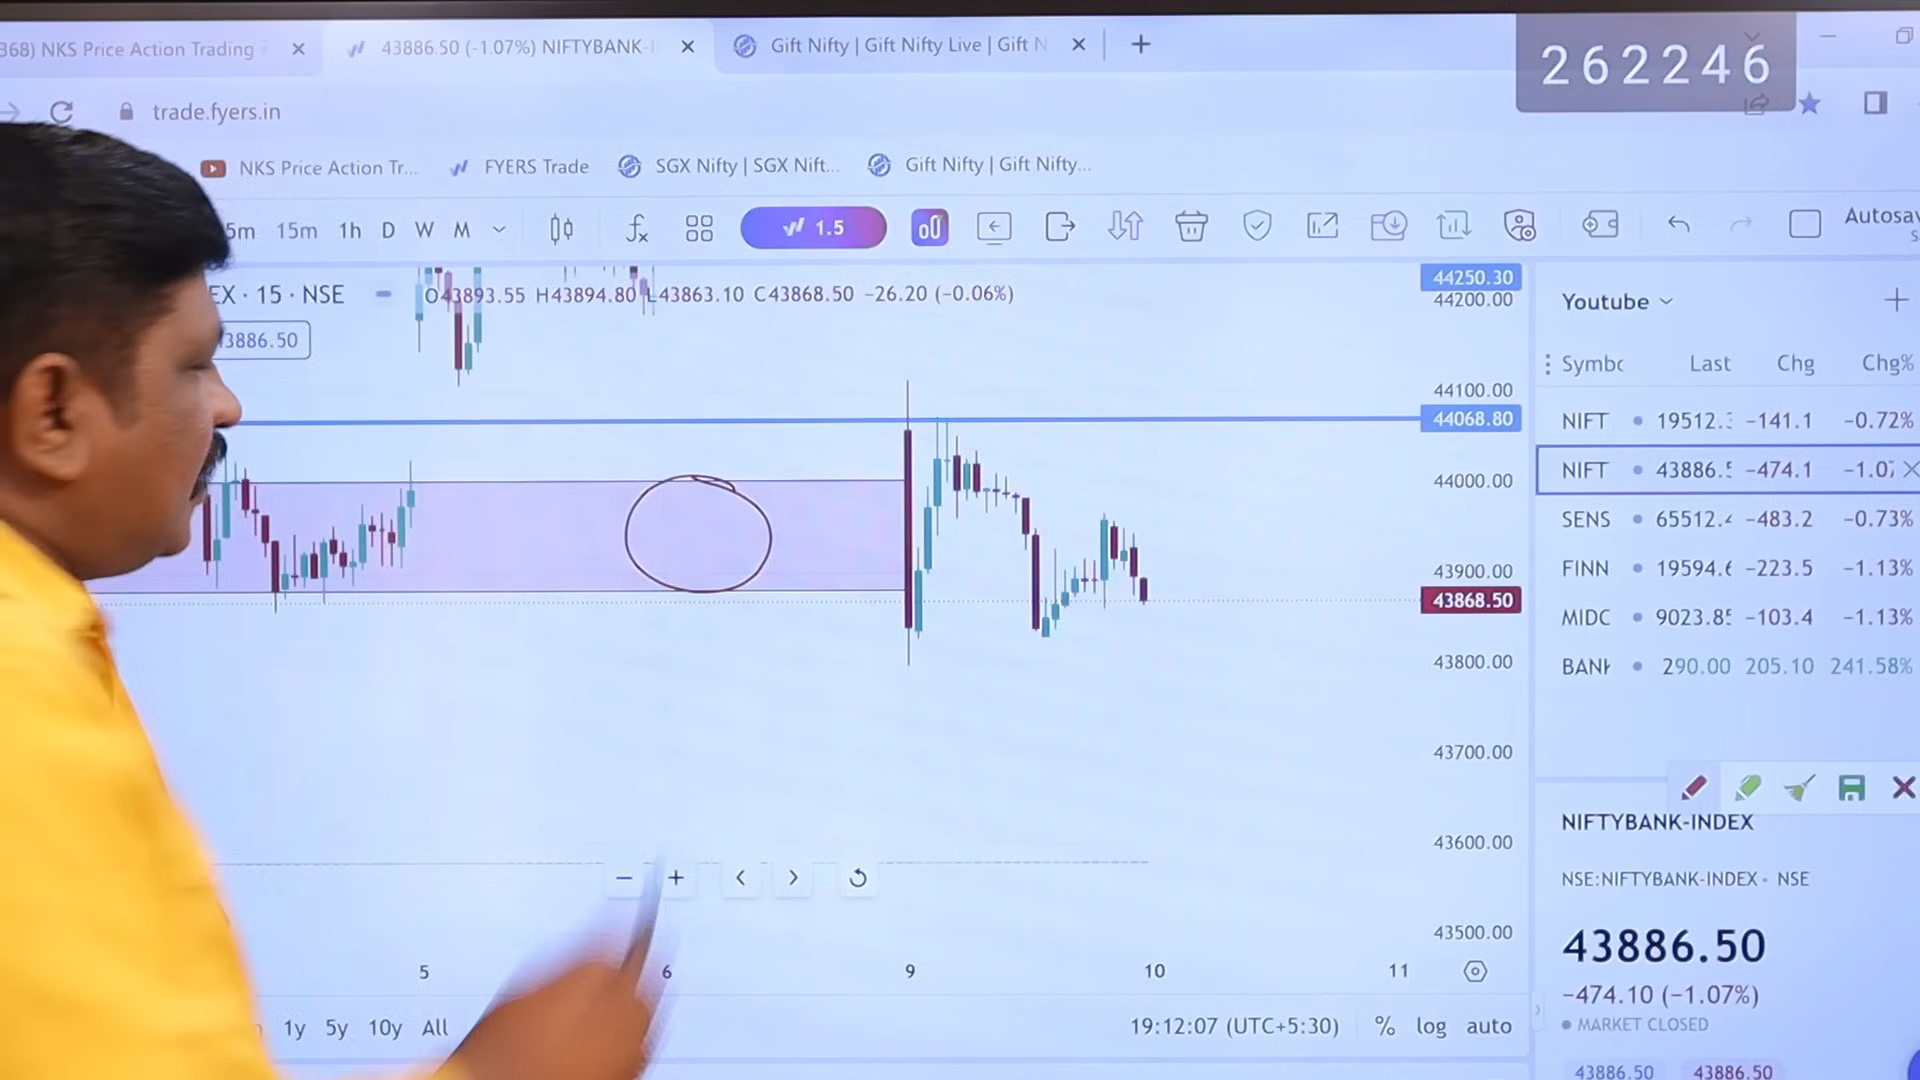 368) NKS Price Action Trading
43886.50 (-1.07%) NIFTYBANK-I
Gift Nifty | Gift Nifty Live | Gift N
262246
trade.fyers.in
NKS Price Action Tr...
FYERS Trade
SGX Nifty | SGX Nift...
Gift Nifty | Gift Nifty...
5m 15m 1h D W M
1.5
Autosav
EX · 15 · NSE
O43893.55 H43894.80 L43863.10 C43868.50 −26.20 (−0.06%)
3886.50
44250.30
44200.00
44100.00
44068.80
44000.00
43900.00
43868.50
43800.00
43700.00
43600.00
43500.00
5 6 9 10 11
1y 5y 10y All
19:12:07 (UTC+5:30) % log auto
Youtube
Symbc Last Chg Chg%
NIFT 19512. −141.1 −0.72%
NIFT 43886. −474.1 −1.0
SENS 65512. −483.2 −0.73%
FINN 19594. −223.5 −1.13%
MIDC 9023.8 −103.4 −1.13%
BANK 290.00 205.10 241.58%
NIFTYBANK-INDEX
NSE:NIFTYBANK-INDEX • NSE
43886.50
−474.10 (−1.07%)
MARKET CLOSED
43886.50 43886.50